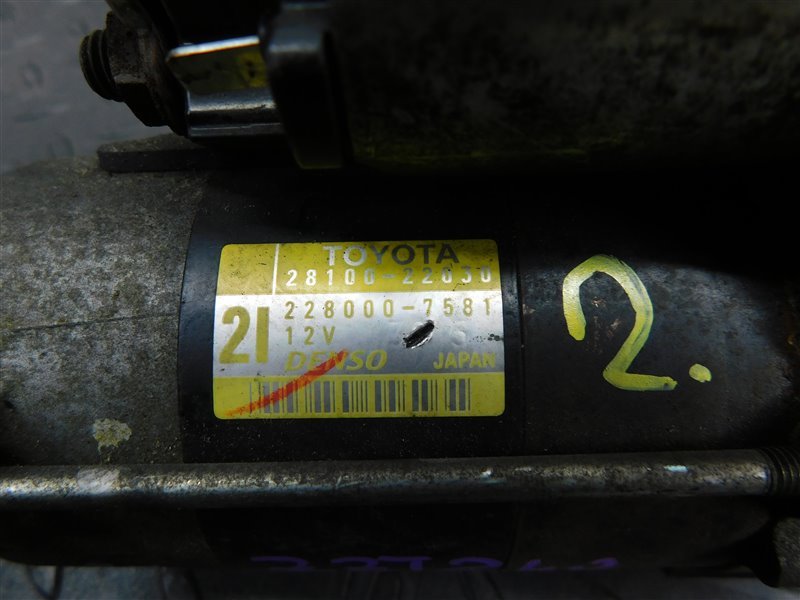 TOYOTA
28100-22030
21
228000-7581
12V
DENSO JAPAN
2.